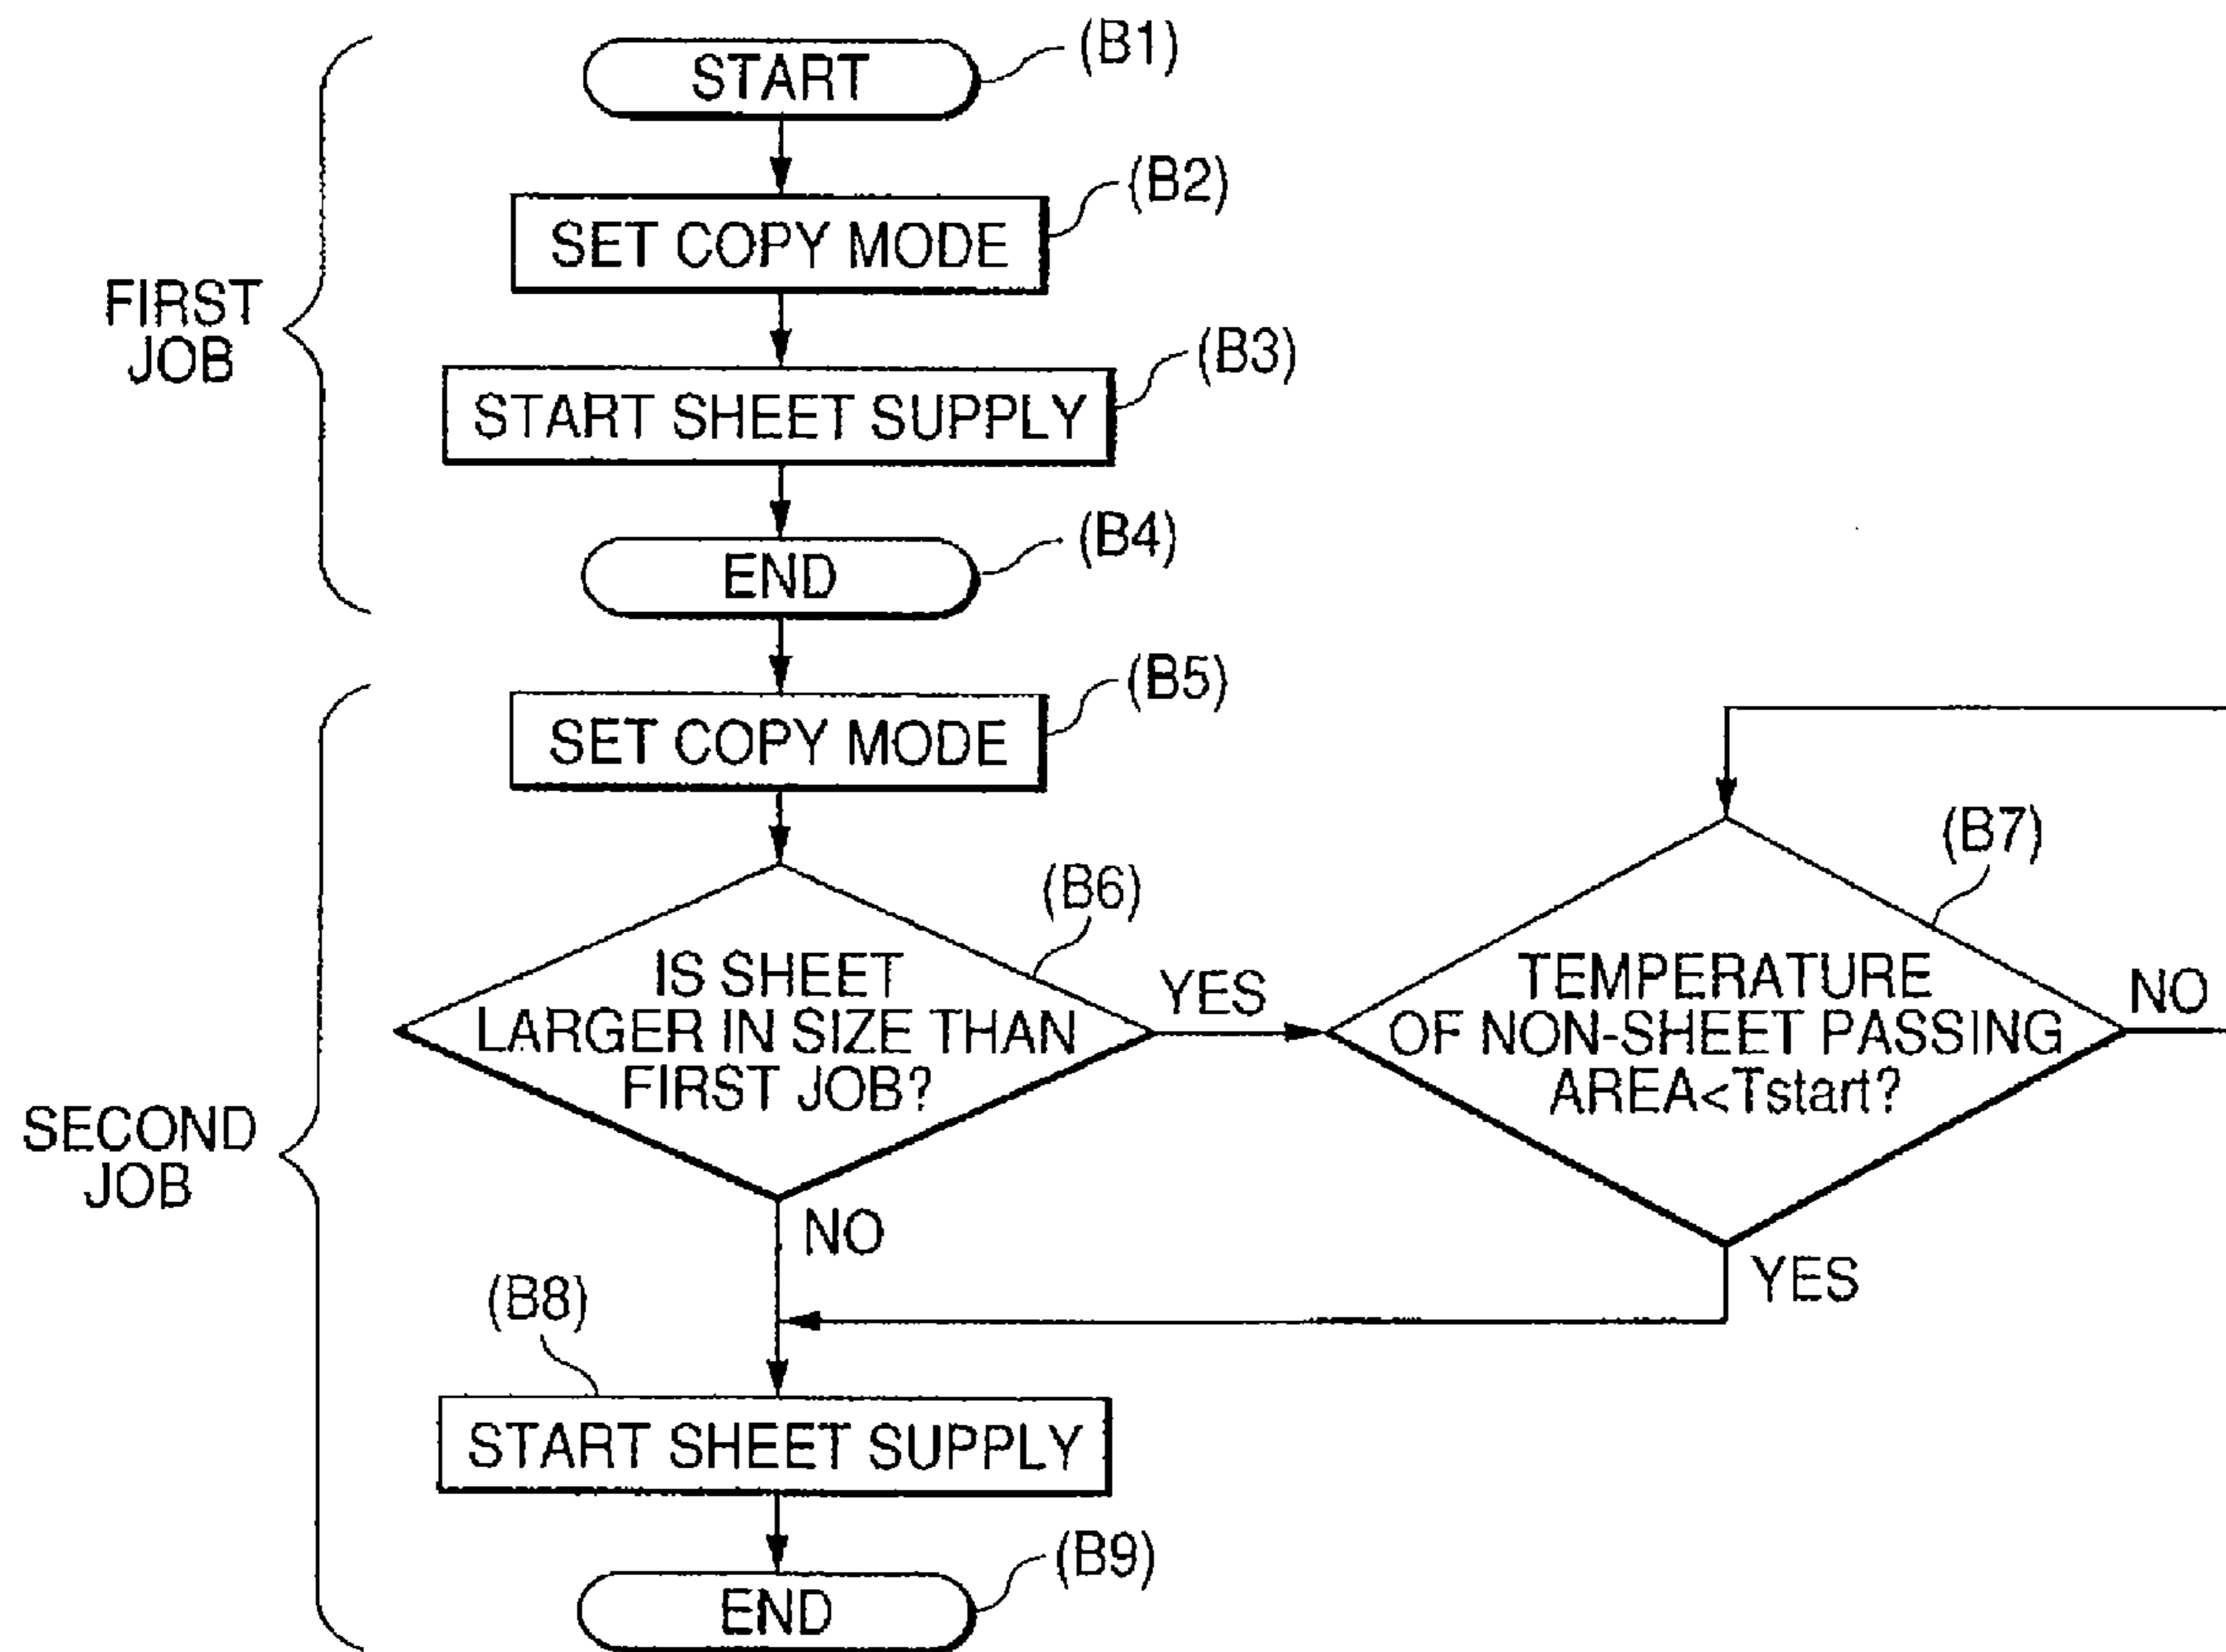 START
(B1)
SET COPY MODE
(B2)
START SHEET SUPPLY
(B3)
END
(B4)
FIRST
JOB
SET COPY MODE
(B5)
IS SHEET
LARGER IN SIZE THAN
FIRST JOB?
(B6)
YES
NO
TEMPERATURE
OF NON-SHEET PASSING
AREA<Tstart?
(B7)
NO
YES
SECOND
JOB
(B8)
START SHEET SUPPLY
END
(B9)